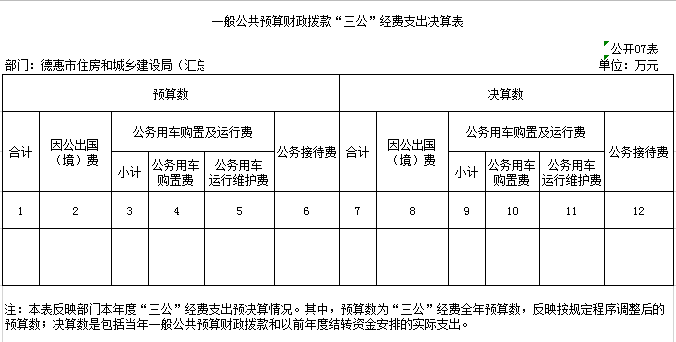 一般公共预算财政拨款“三公”经费支出决算表
公开07表
部门：德惠市住房和城乡建设局（汇总
单位：万元
预算数 决算数
合计 因公出国（境）费 公务用车购置及运行费 公务接待费 合计 因公出国（境）费 公务用车购置及运行费 公务接待费
小计 公务用车购置费 公务用车运行维护费 小计 公务用车购置费 公务用车运行维护费
1 2 3 4 5 6 7 8 9 10 11 12
注：本表反映部门本年度“三公”经费支出预决算情况。其中，预算数为“三公”经费全年预算数，反映按规定程序调整后的
预算数；决算数是包括当年一般公共预算财政拨款和以前年度结转资金安排的实际支出。